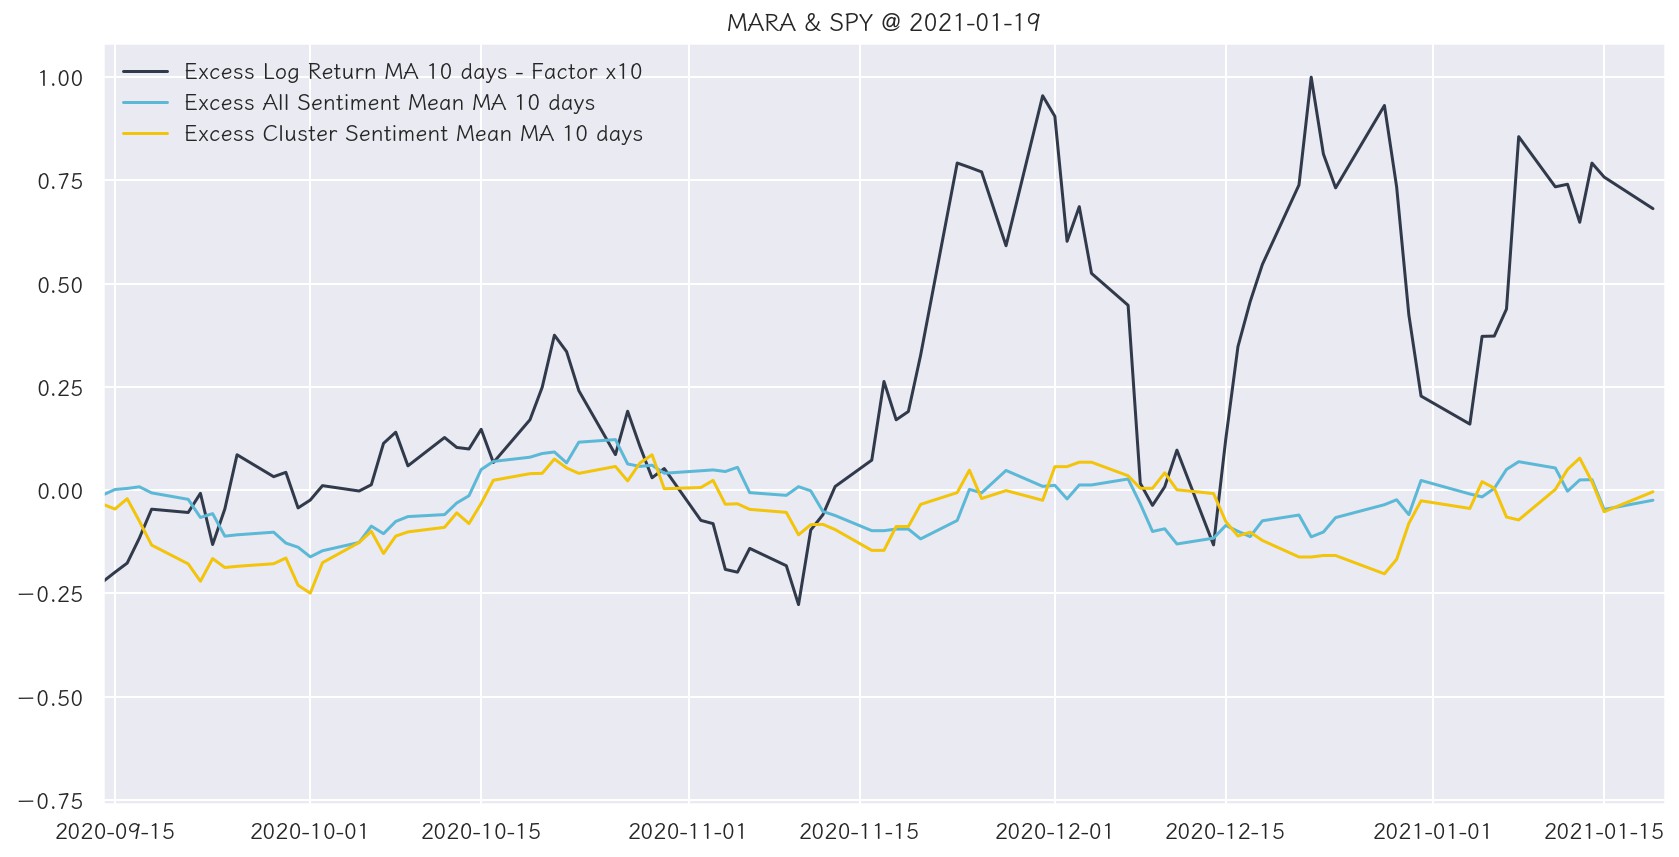 MARA & SPY @ 2021-01-19
Excess Log Return MA 10 days - Factor x10
Excess All Sentiment Mean MA 10 days
Excess Cluster Sentiment Mean MA 10 days
1.00
0.75
0.50
0.25
0.00
−0.25
−0.50
−0.75
2020-09-15 2020-10-01 2020-10-15 2020-11-01 2020-11-15 2020-12-01 2020-12-15 2021-01-01 2021-01-15